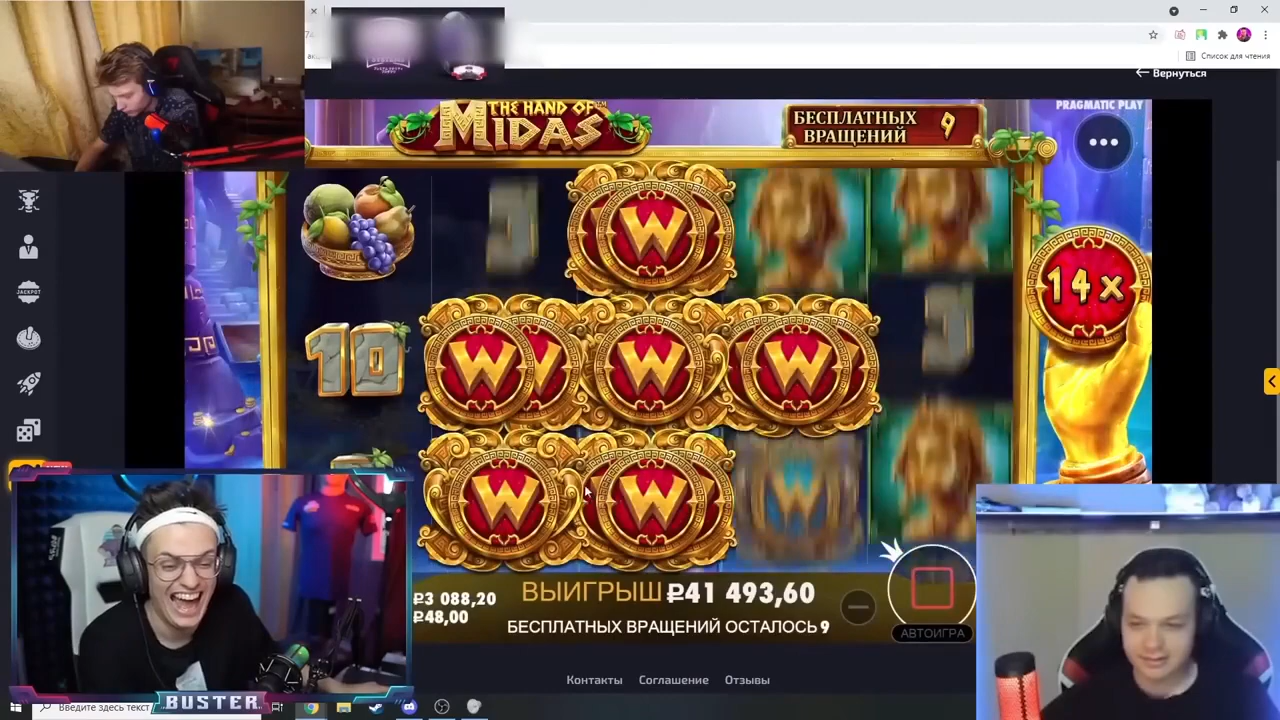 Список для чтения
Вернуться
PRAGMATIC PLAY
THE HAND OF
MIDAS
БЕСПЛАТНЫХ
ВРАЩЕНИЙ 9
W
14x
JACKPOT
10
W W W
W W W
₽3 088,20
₽48,00
ВЫИГРЫШ ₽41 493,60
БЕСПЛАТНЫХ ВРАЩЕНИЙ ОСТАЛОСЬ 9
АВТОИГРА
Контакты Соглашение Отзывы
BUSTER
Введите здесь текст